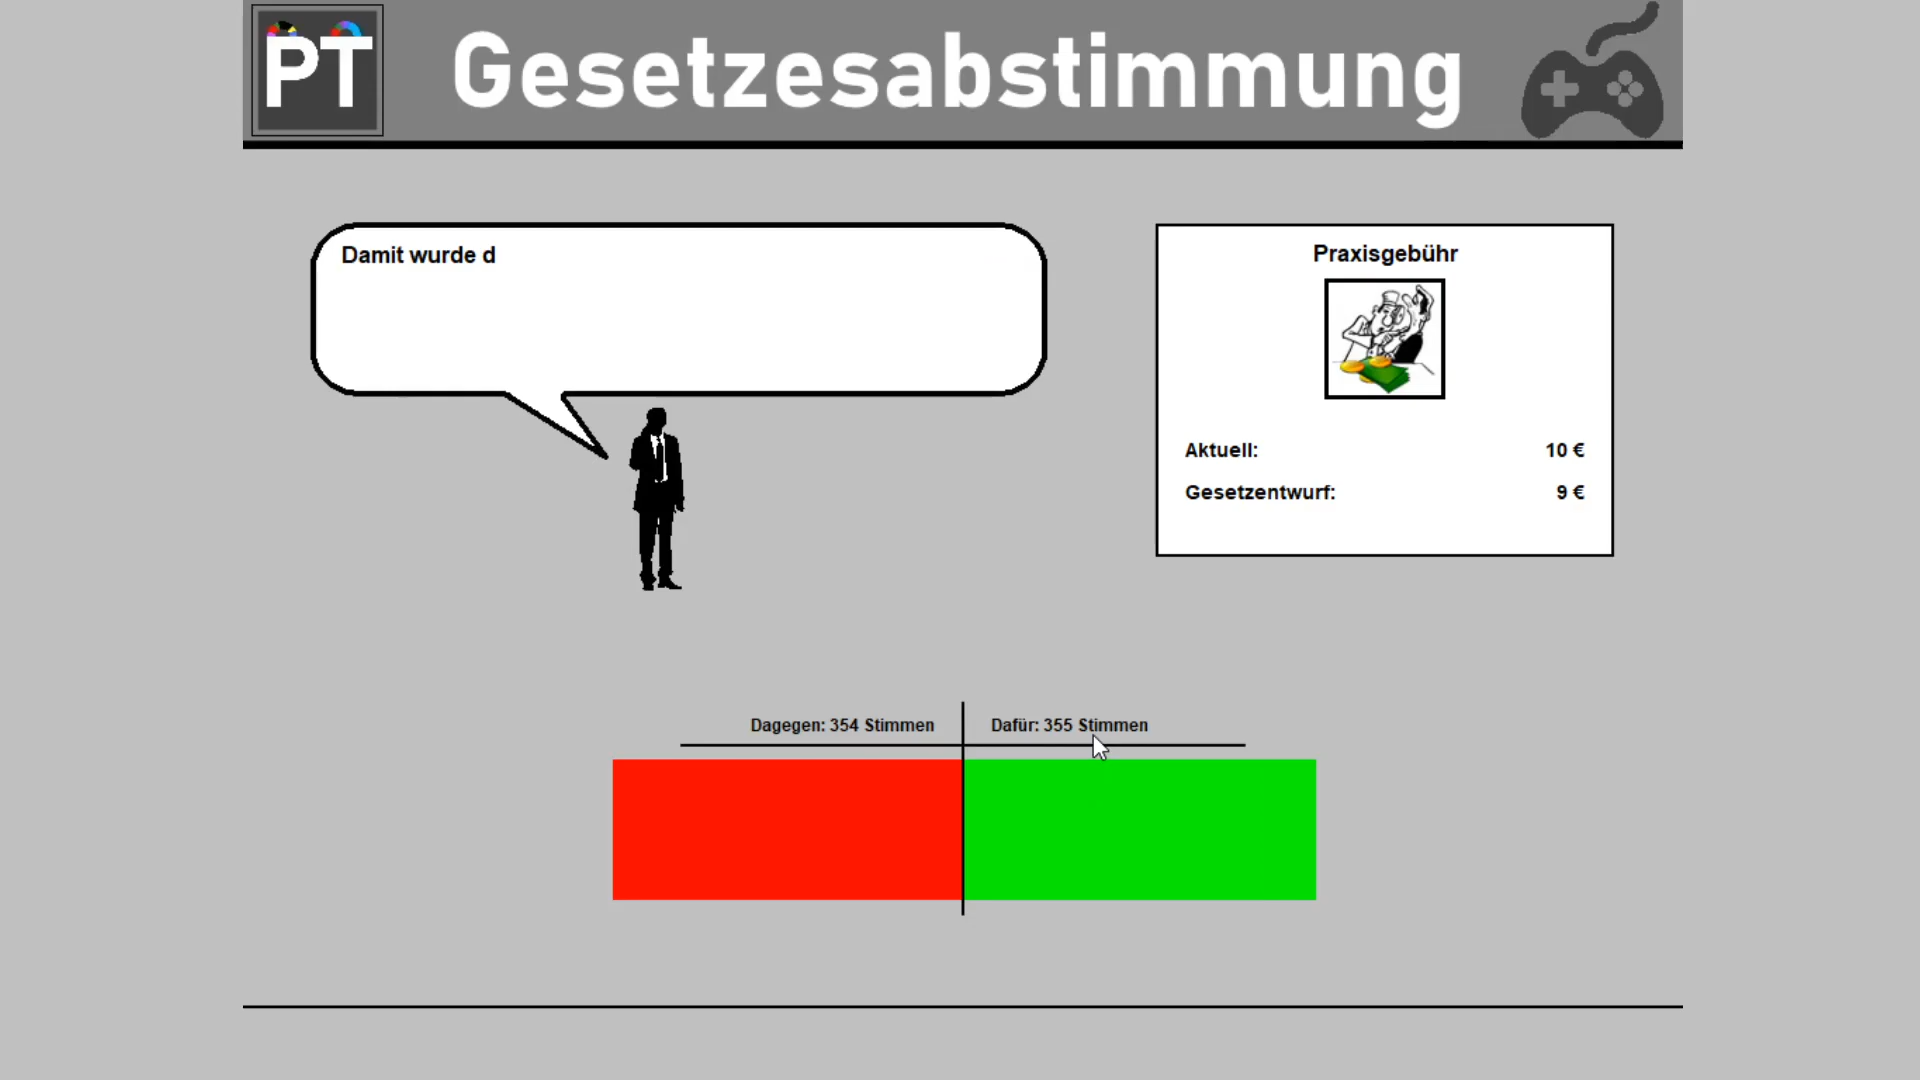 PT Gesetzesabstimmung
Damit wurde d
Praxisgebühr
Aktuell: 10 €
Gesetzentwurf: 9 €
Dagegen: 354 Stimmen Dafür: 355 Stimmen